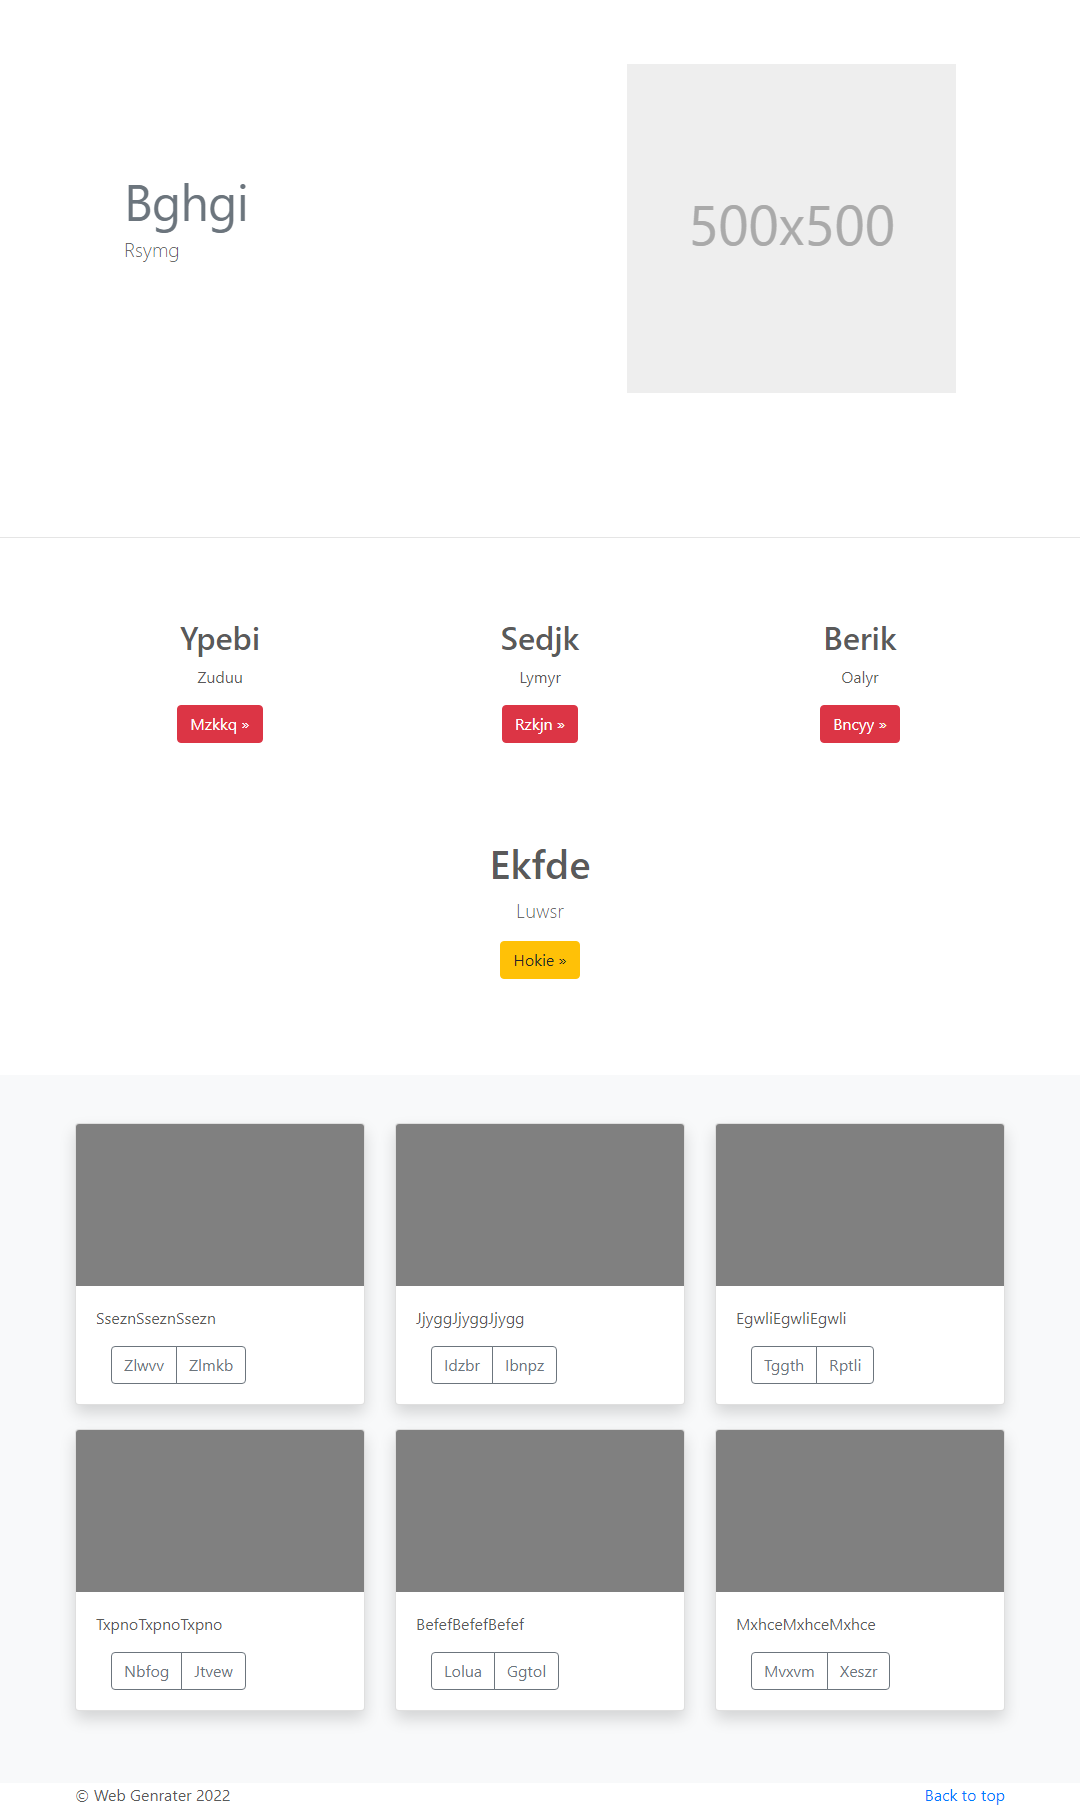 Bghgi
Rsymg
500x500
Ypebi
Zuduu
Mzkkq »
Sedjk
Lymyr
Rzkjn »
Berik
Oalyr
Bncyy »
Ekfde
Luwsr
Hokie »
SseznSseznSsezn
Zlwvv Zlmkb
JjyggJjyggJjygg
Idzbr Ibnpz
EgwliEgwliEgwli
Tggth Rptli
TxpnoTxpnoTxpno
Nbfog Jtvew
BefefBefefBefef
Lolua Ggtol
MxhceMxhceMxhce
Mvxvm Xeszr
© Web Genrater 2022
Back to top